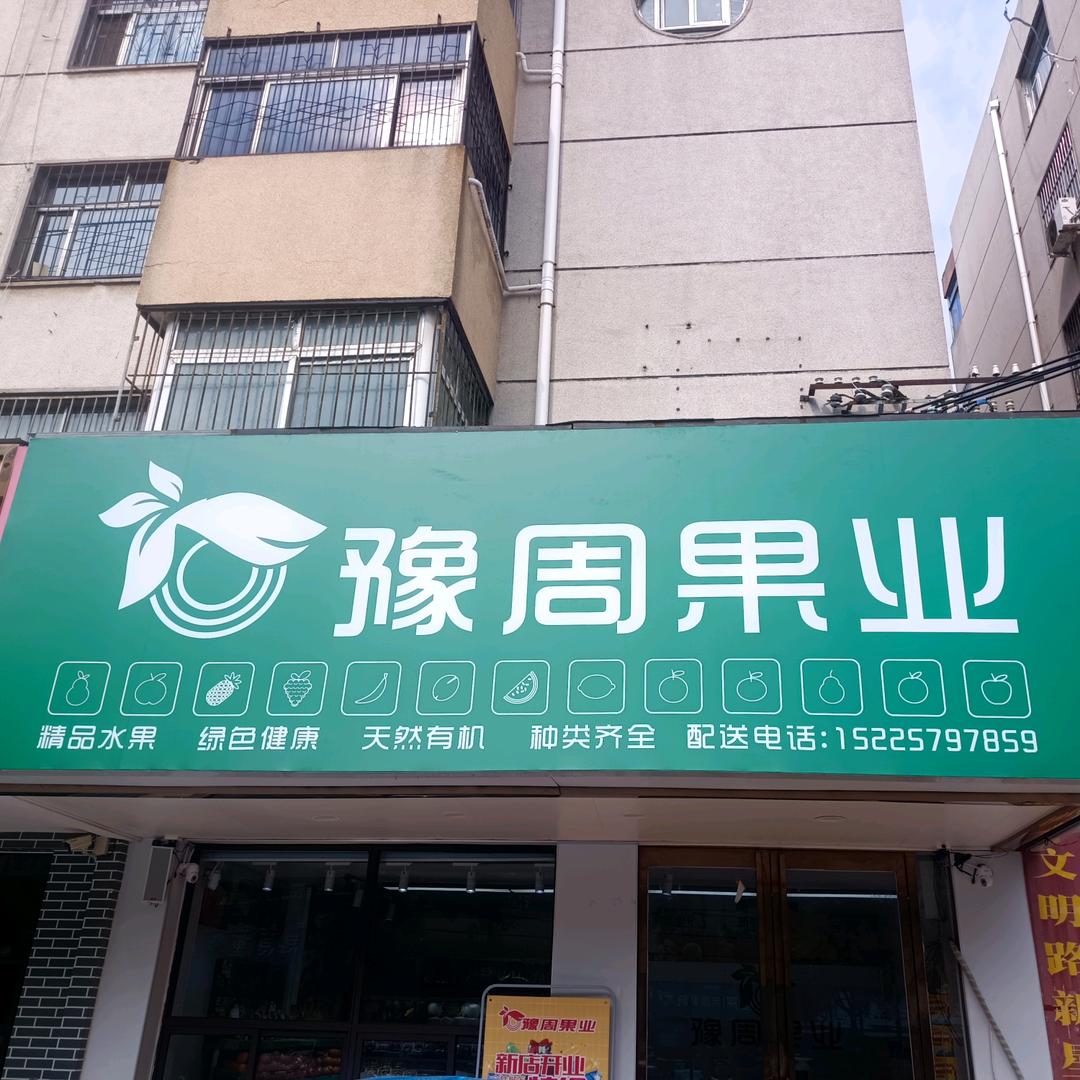 豫周果业
精品水果 绿色健康 天然有机 种类齐全 配送电话:15225797859
豫周果业
豫周果业
新店开业
文明路新